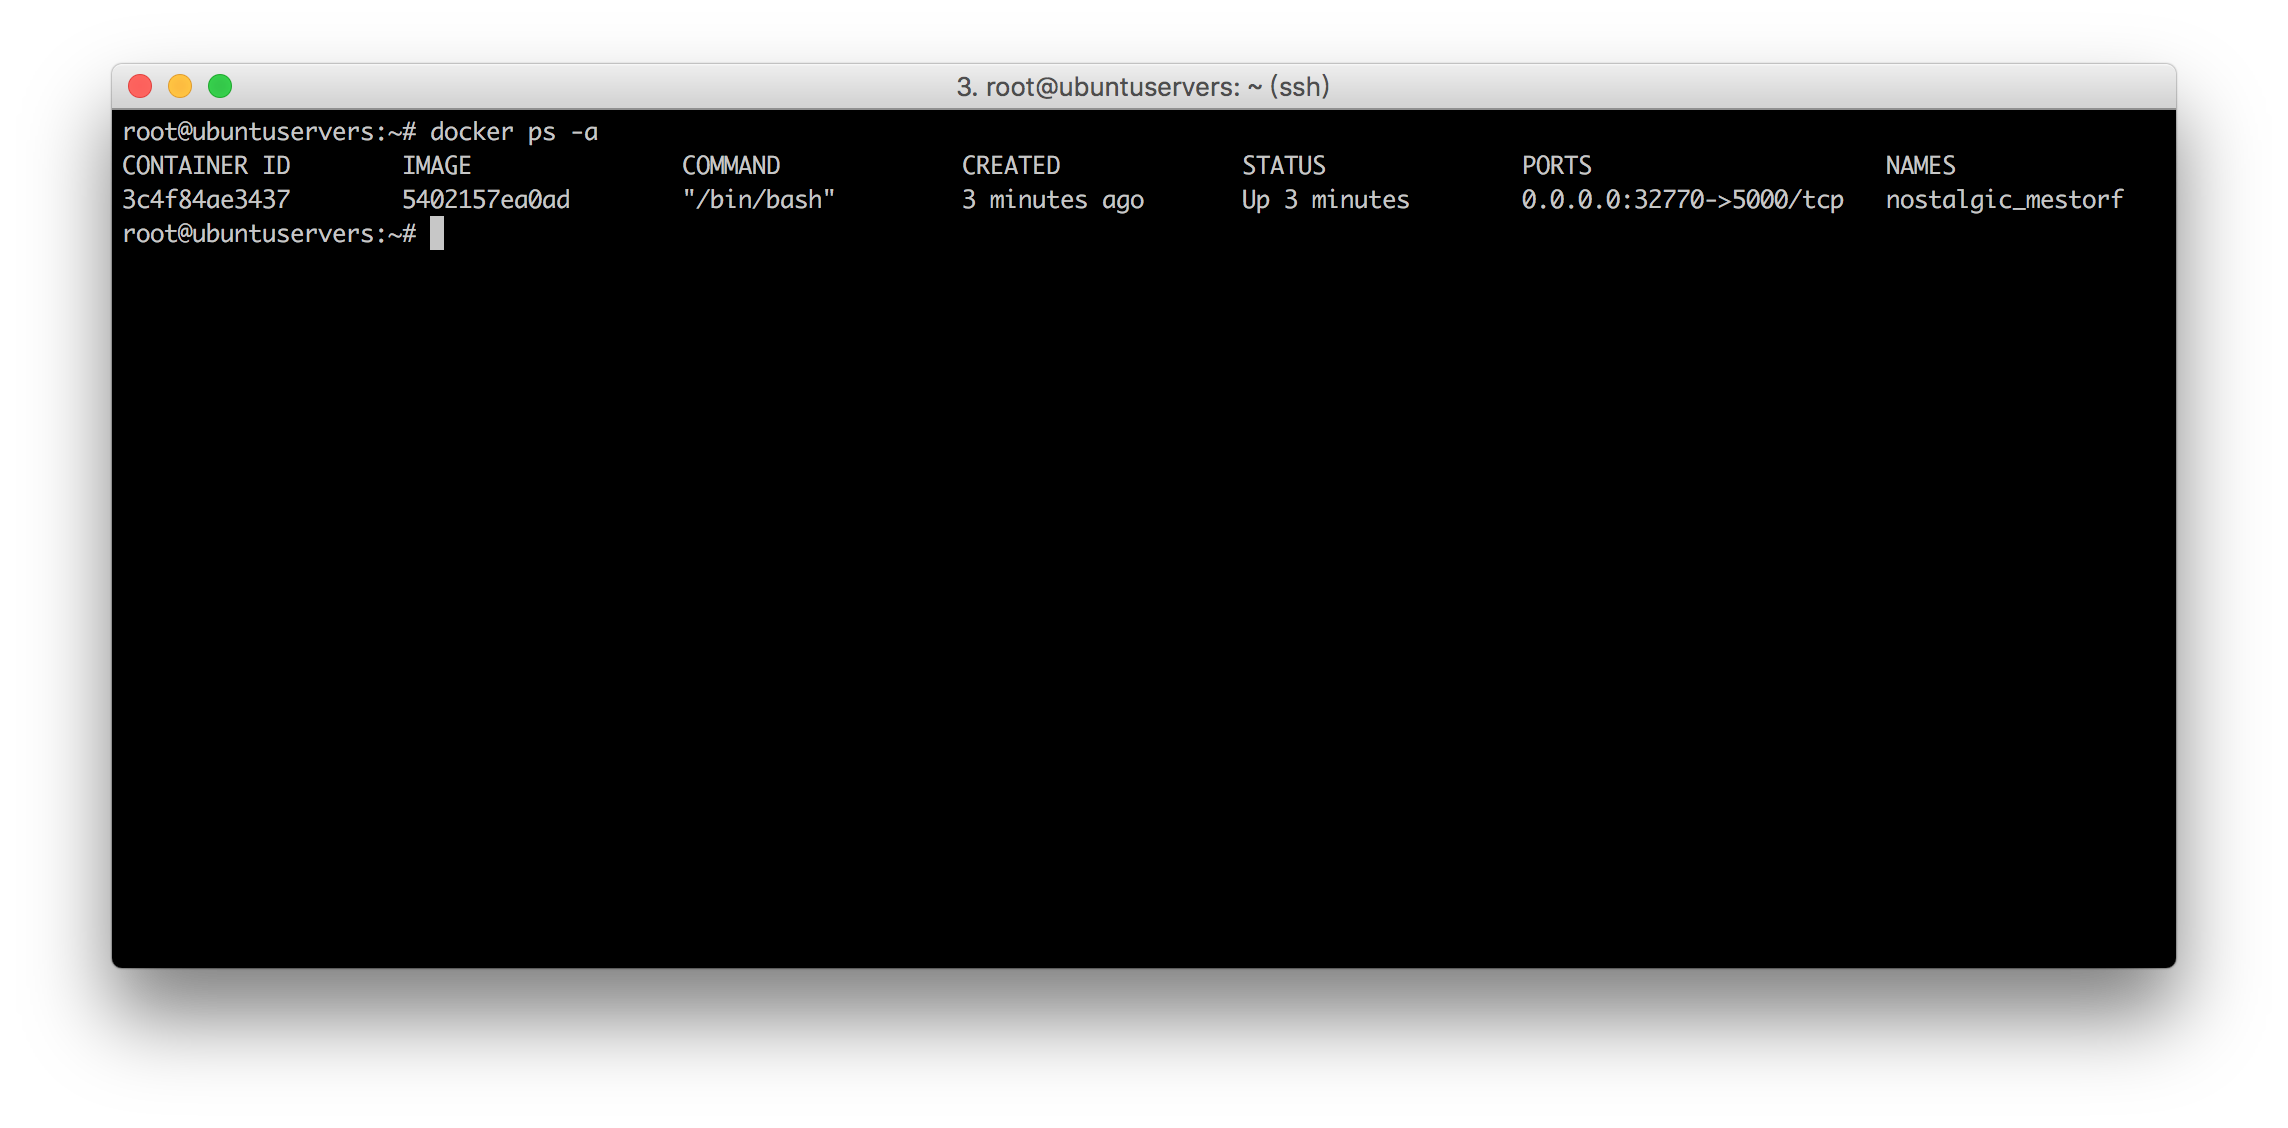 3. root@ubuntuservers: ~ (ssh)
root@ubuntuservers:~# docker ps -a
CONTAINER ID        IMAGE               COMMAND             CREATED             STATUS              PORTS                     NAMES
3c4f84ae3437        5402157ea0ad        "/bin/bash"         3 minutes ago       Up 3 minutes        0.0.0.0:32770->5000/tcp   nostalgic_mestorf
root@ubuntuservers:~#